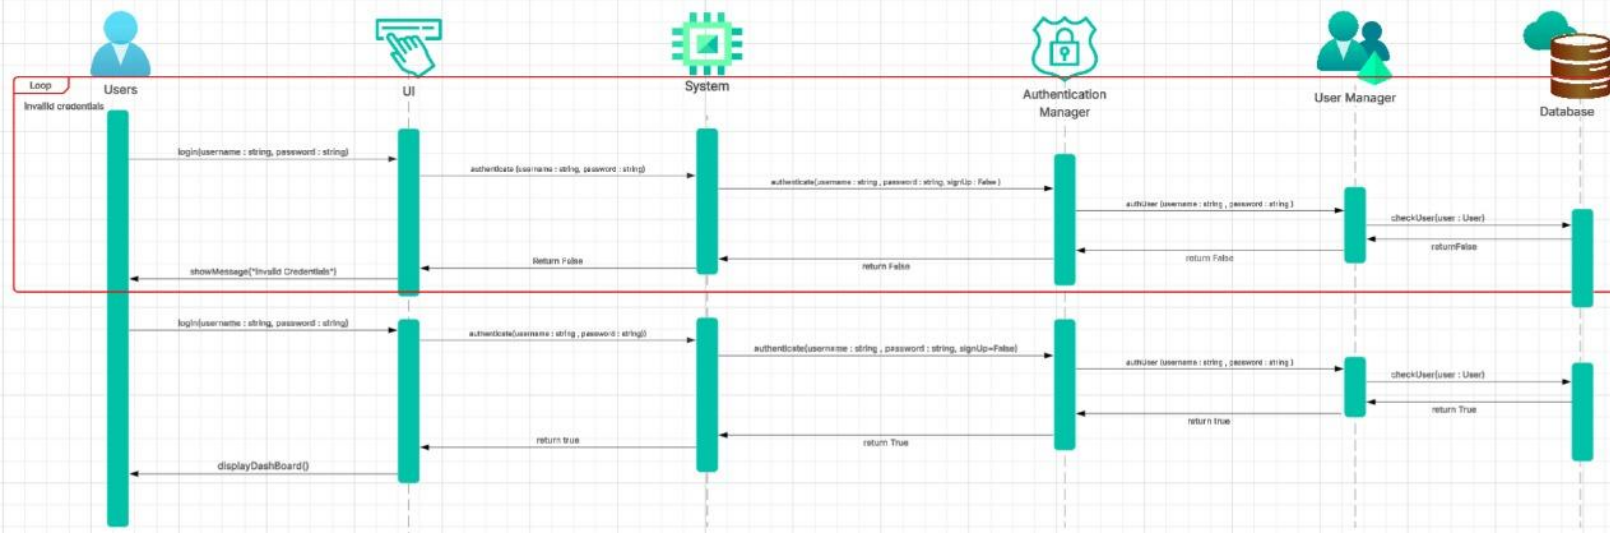 Loop
Users
UI
System
Authentication
Manager
User Manager
Database
Invalid credentials
login(username : string, password : string)
authenticate (username : string, password : string)
authenticate(username : string , password : string, signUp : False )
authUser (username : string , password : string )
checkUser(user : User)
returnFalse
return False
return False
Return False
showMessage("Invalid Credentials")
login(username : string, password : string)
authenticate(username : string , password : string))
authenticate(username : string , password : string, signUp=False)
authUser (username : string , password : string )
checkUser(user : User)
return True
return true
return True
return true
displayDashBoard()